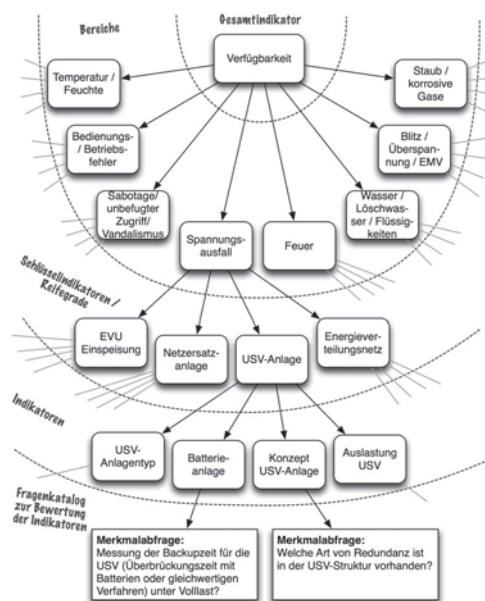 Bereiche
Gesamtindikator
Verfügbarkeit
Temperatur /
Feuchte
Staub /
korrosive
Gase
Bedienungs-
/ Betriebs-
fehler
Blitz /
Überspan-
nung / EMV
Sabotage/
unbefugter
Zugriff/
Vandalismus
Wasser /
Löschwas-
ser / Flüssig-
keiten
Spannungs-
ausfall
Feuer
Schlüsselindikatoren /
Reifegrade
EVU
Einspeisung
Netzersatz-
anlage
USV-Anlage
Energiever-
teilungsnetz
Indikatoren
USV-
Anlagentyp
Batterie-
anlage
Konzept
USV-Anlage
Auslastung
USV
Fragenkatalog
zur Bewertung
der Indikatoren
Merkmalabfrage:
Messung der Backupzeit für die
USV (Überbrückungszeit mit
Batterien oder gleichwertigen
Verfahren) unter Volllast?
Merkmalabfrage:
Welche Art von Redundanz ist
in der USV-Struktur vorhanden?